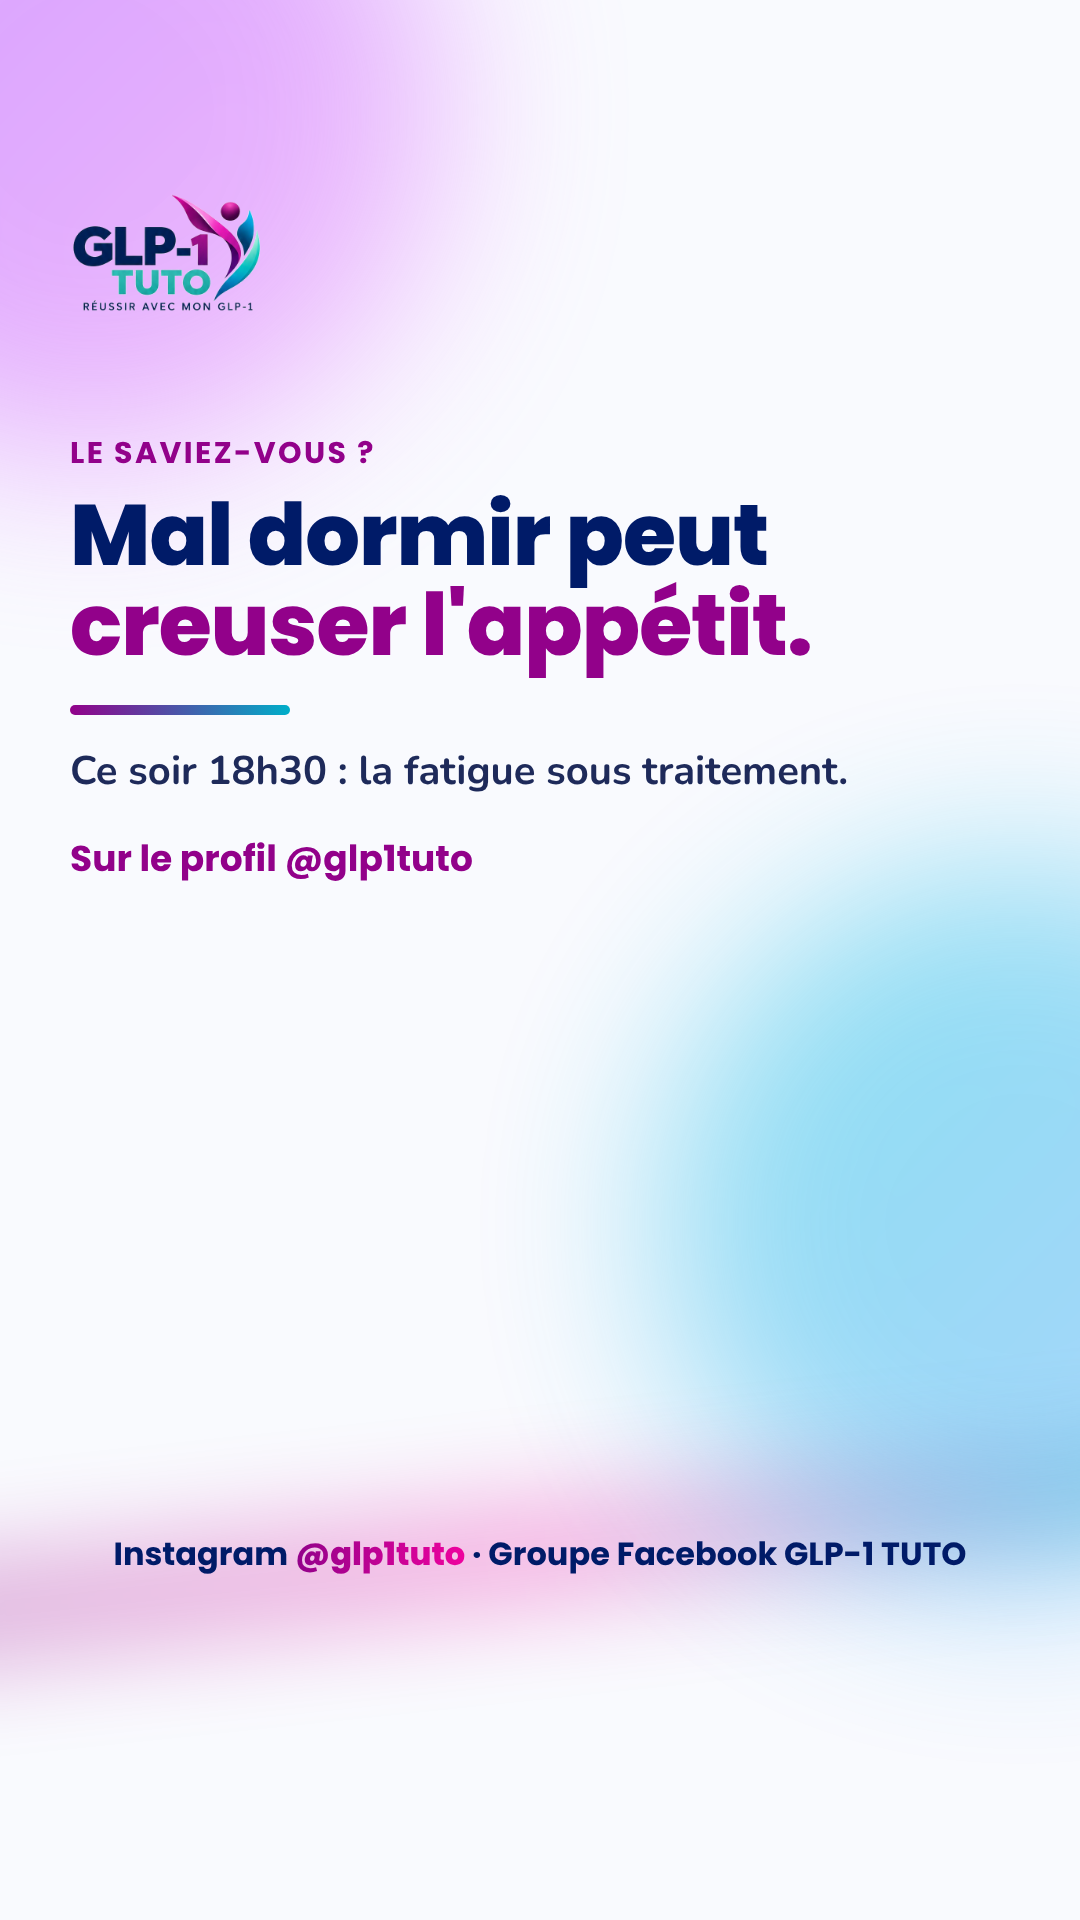 GLP-1
TUTO
RÉUSSIR AVEC MON GLP-1
LE SAVIEZ-VOUS ?
Mal dormir peut
creuser l'appétit.
Ce soir 18h30 : la fatigue sous traitement.
Sur le profil @glp1tuto
Instagram @glp1tuto · Groupe Facebook GLP-1 TUTO